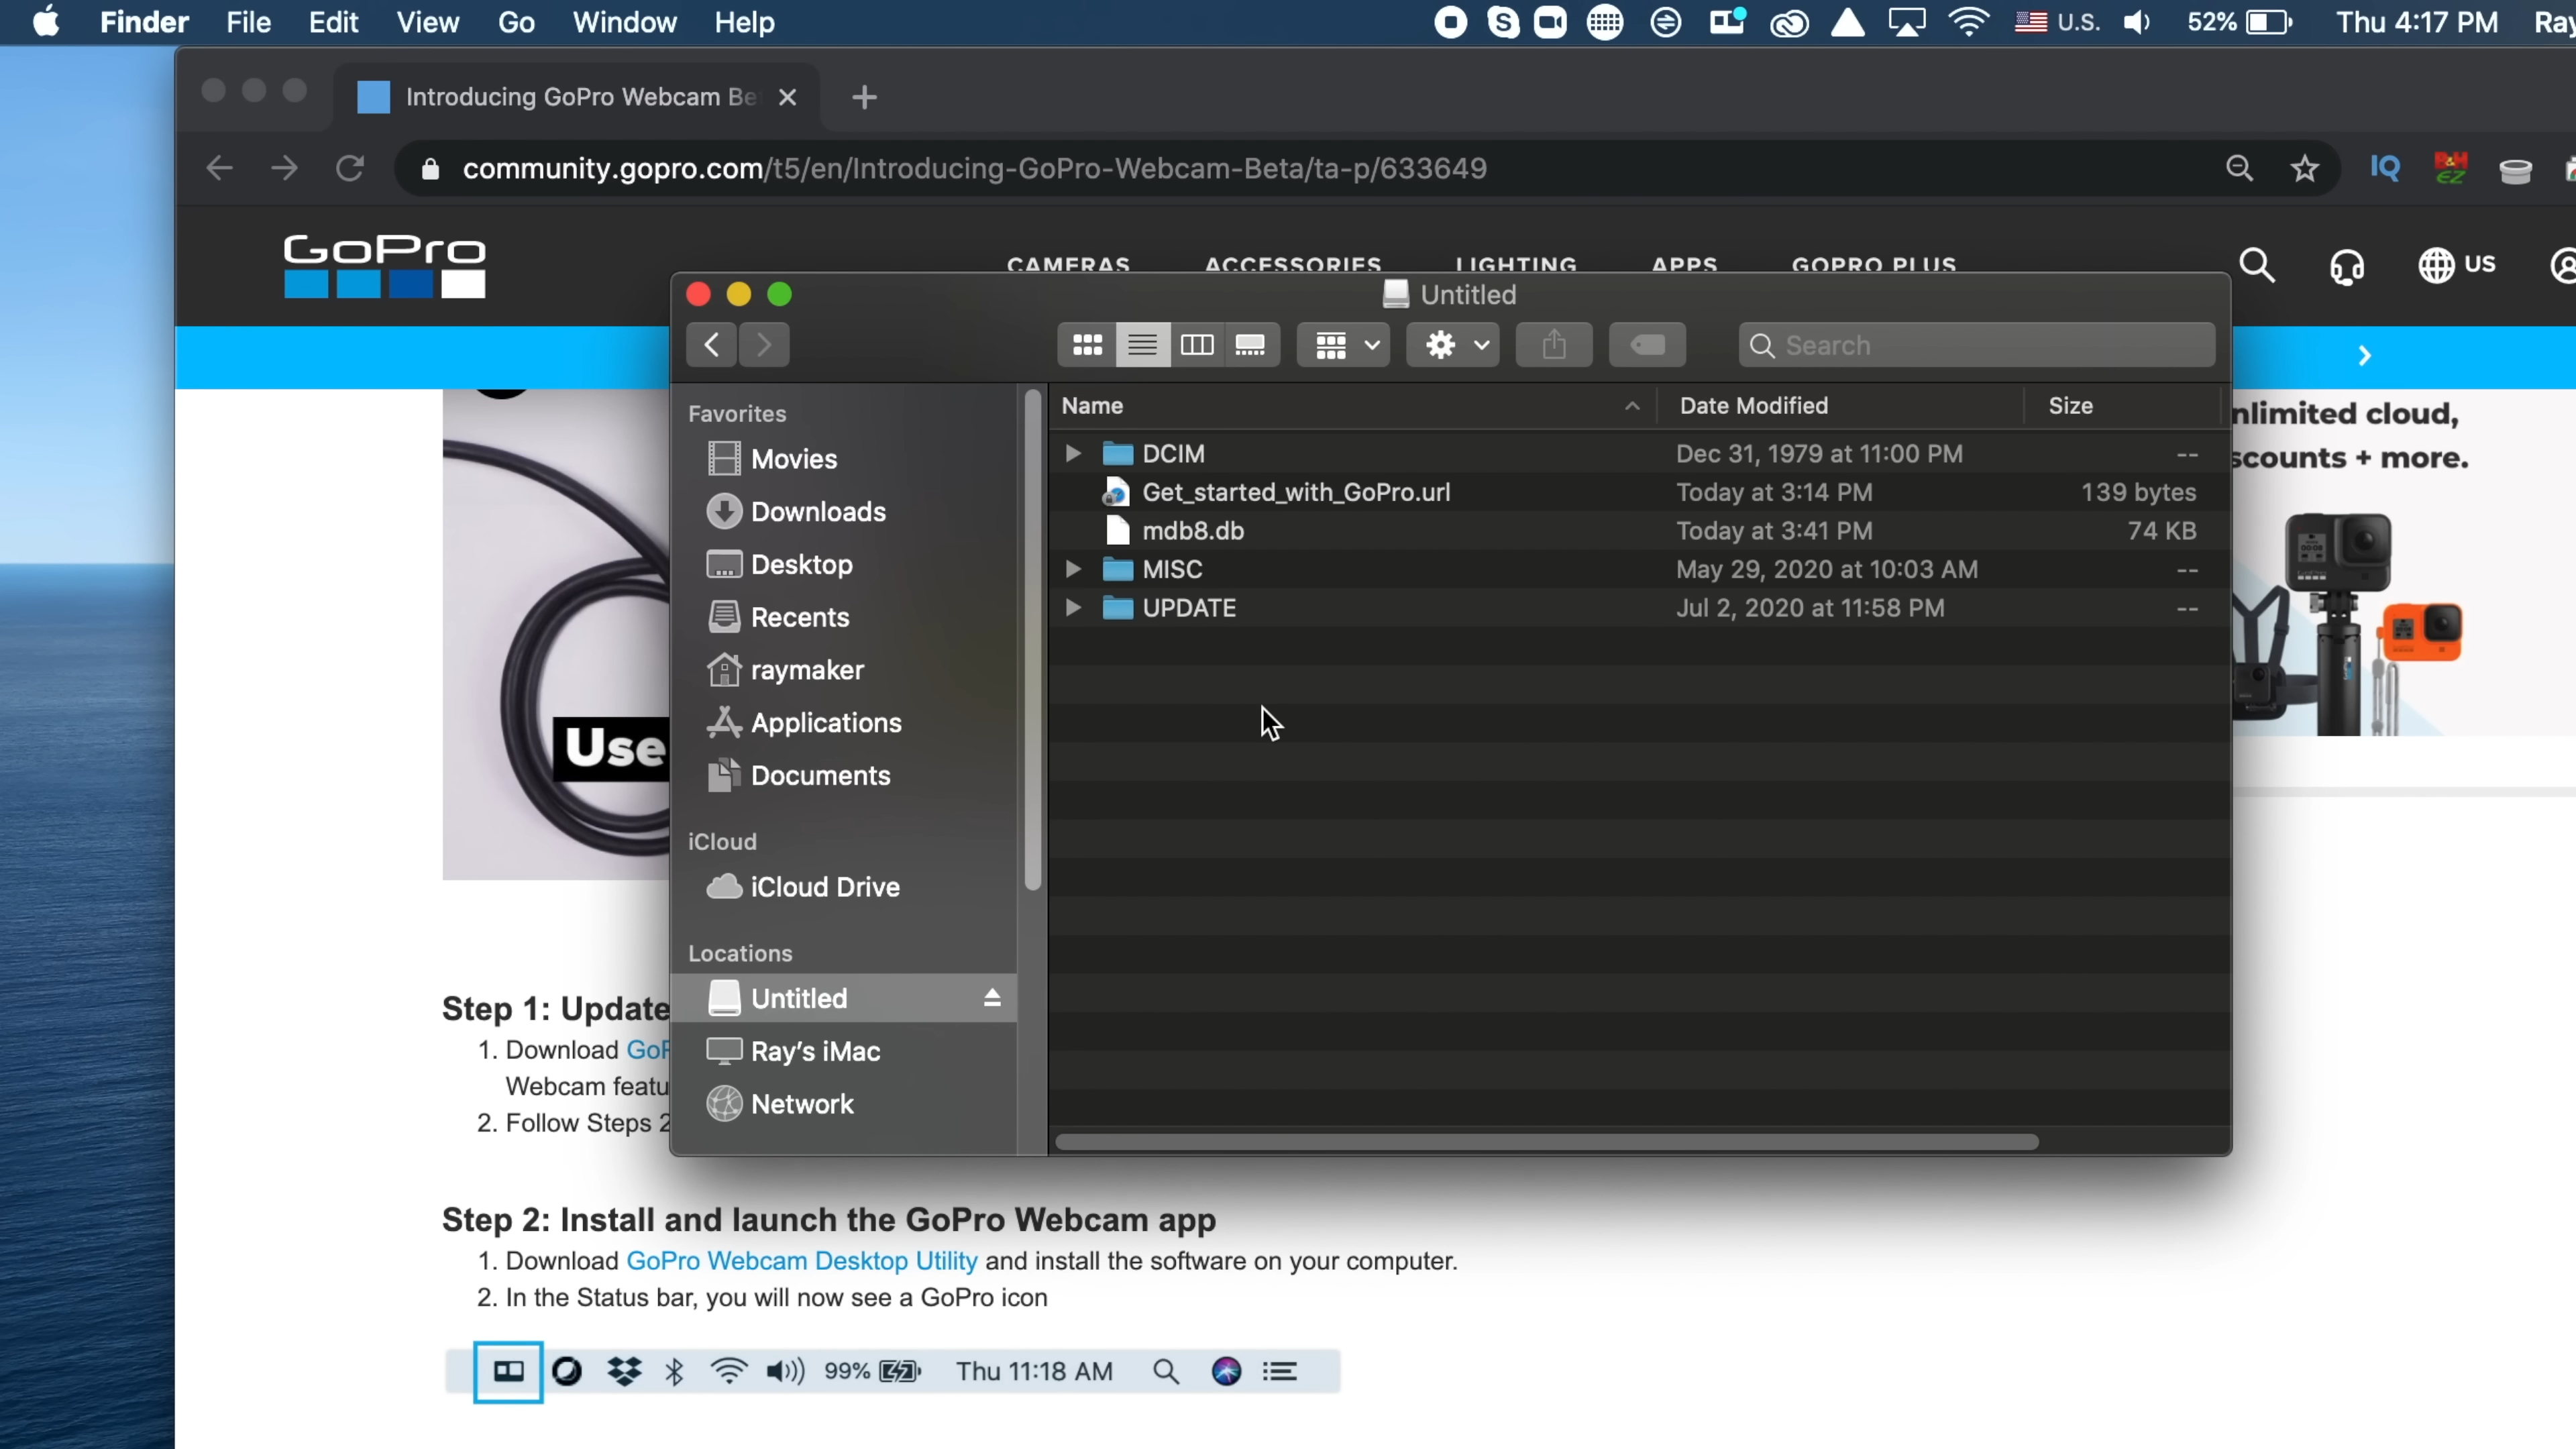 Finder File Edit View Go Window Help U.S. 52% Thu 4:17 PM
Introducing GoPro Webcam
community.gopro.com/t5/en/Introducing-GoPro-Webcam-Beta/ta-p/633649 IQ
GoPro CAMERAS ACCESSORIES LIGHTING APPS GOPRO PLUS US
Untitled
Search
Favorites
Movies
Downloads
Desktop
Recents
raymaker
Applications
Documents
iCloud
iCloud Drive
Locations
Untitled
Ray's iMac
Network
Name Date Modified Size
DCIM Dec 31, 1979 at 11:00 PM --
Get_started_with_GoPro.url Today at 3:14 PM 139 bytes
mdb8.db Today at 3:41 PM 74 KB
MISC May 29, 2020 at 10:03 AM --
UPDATE Jul 2, 2020 at 11:58 PM --
nlimited cloud,
scounts + more.
Use
Step 1: Update
1. Download GoP
Webcam featu
2. Follow Steps 2
Step 2: Install and launch the GoPro Webcam app
1. Download GoPro Webcam Desktop Utility and install the software on your computer.
2. In the Status bar, you will now see a GoPro icon
99% Thu 11:18 AM